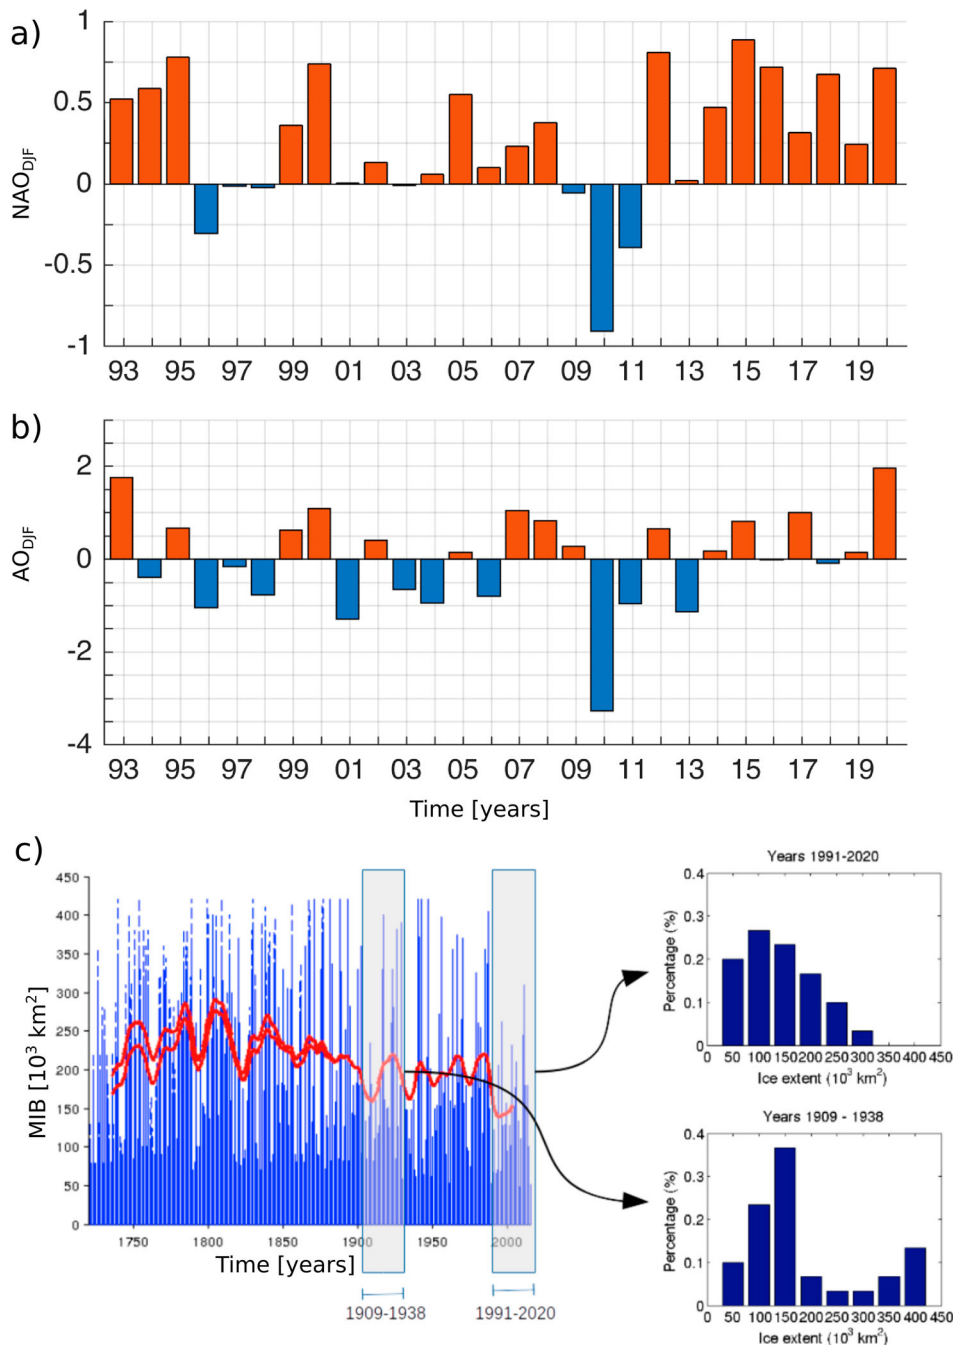 a)
1
0.5
0
-0.5
-1
NAO_DJF
93 95 97 99 01 03 05 07 09 11 13 15 17 19
b)
2
0
-2
-4
AO_DJF
93 95 97 99 01 03 05 07 09 11 13 15 17 19
Time [years]
c)
450
400
350
300
250
200
150
100
50
0
MIB [10³ km²]
1750 1800 1850 1900 1950 2000
Time [years]
1909-1938 1991-2020
Years 1991-2020
0.4
0.3
0.2
0.1
0
Percentage (%)
0 50 100 150 200 250 300 350 400 450
Ice extent (10³ km²)
Years 1909 - 1938
0.4
0.3
0.2
0.1
0
Percentage (%)
0 50 100 150 200 250 300 350 400 450
Ice extent (10³ km²)